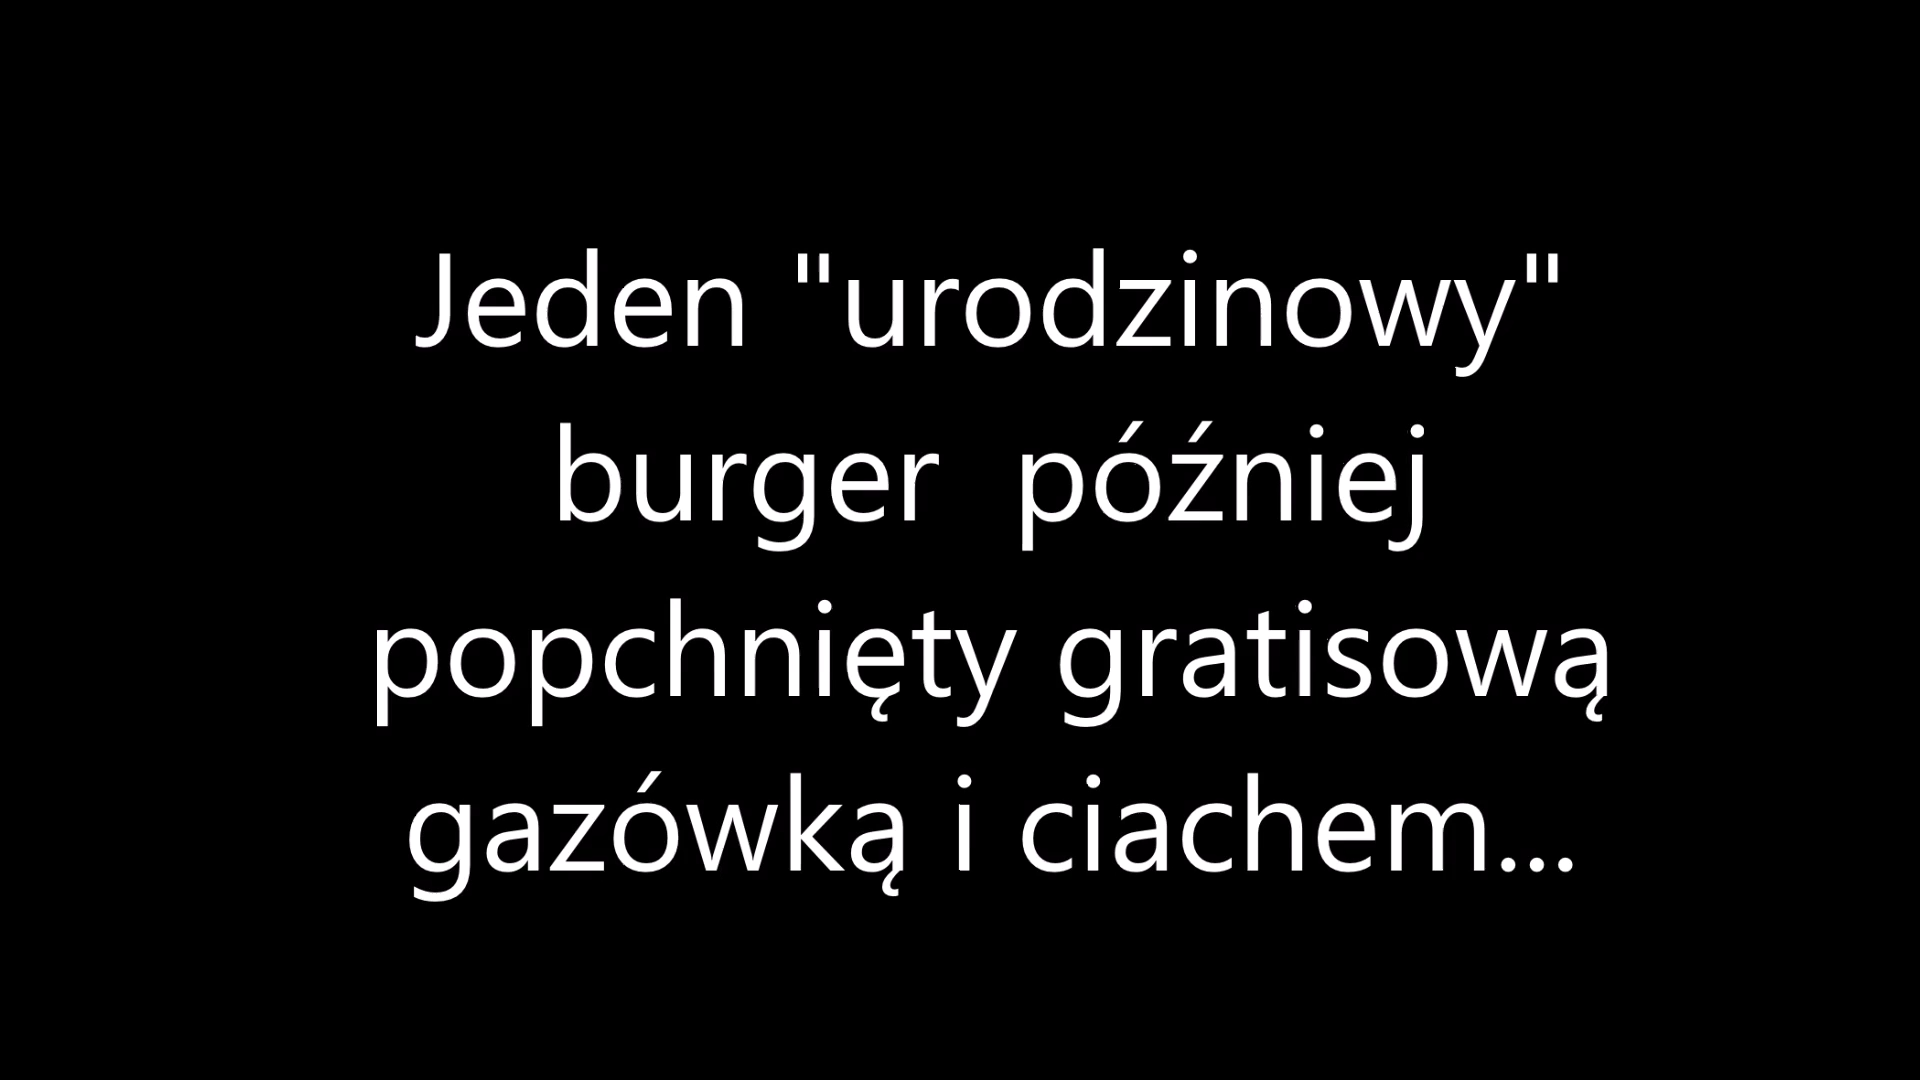 Jeden "urodzinowy"
burger  później
popchnięty gratisową
gazówką i ciachem...